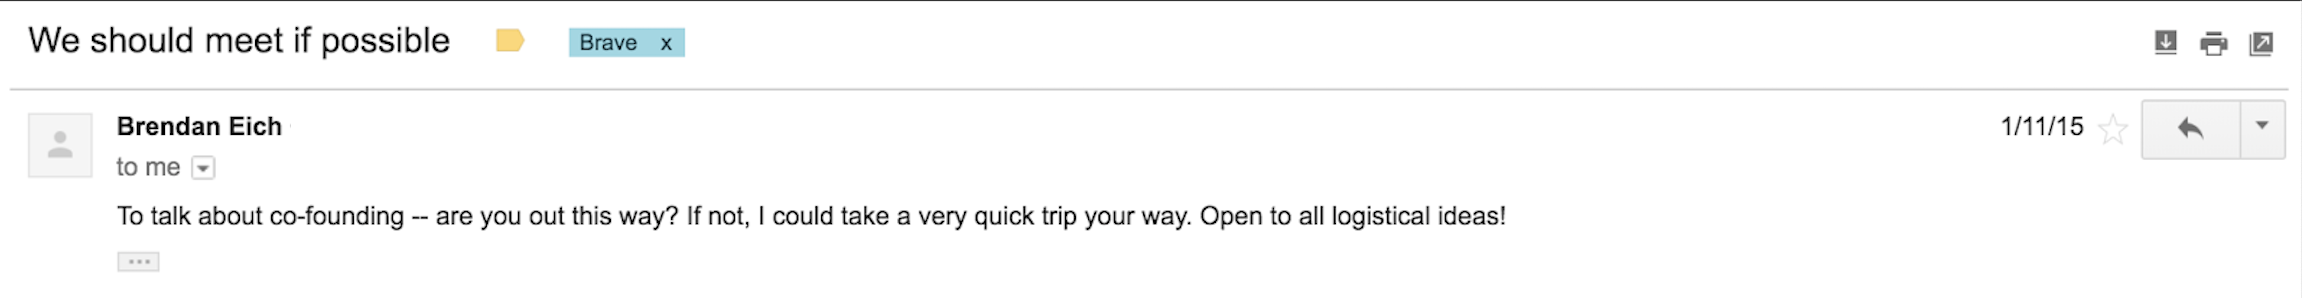 We should meet if possible Brave x
Brendan Eich 1/11/15
to me
To talk about co-founding -- are you out this way? If not, I could take a very quick trip your way. Open to all logistical ideas!